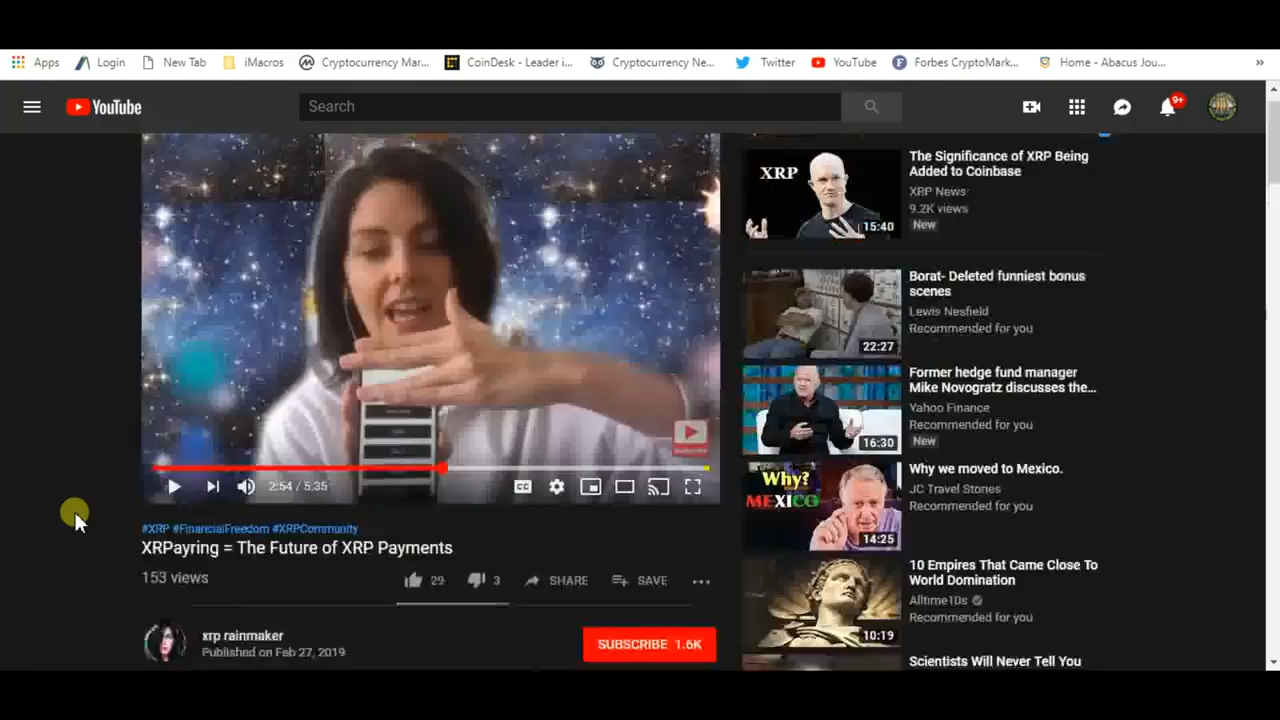 Apps
Login
New Tab
iMacros
Cryptocurrency Mar...
CoinDesk - Leader i...
Cryptocurrency Ne...
Twitter
YouTube
Forbes CryptoMark...
Home - Abacus Jou...
»
YouTube
Search
9+
2:54 / 5:35
#XRP #FinancialFreedom #XRPCommunity
XRPayring = The Future of XRP Payments
153 views
29
3
SHARE
SAVE
xrp rainmaker
Published on Feb 27, 2019
SUBSCRIBE 1.6K
XRP
15:40
The Significance of XRP Being
Added to Coinbase
XRP News
9.2K views
New
22:27
Borat- Deleted funniest bonus
scenes
Lewis Nesfield
Recommended for you
16:30
Former hedge fund manager
Mike Novogratz discusses the...
Yahoo Finance
Recommended for you
New
Why?
MEXICO
14:25
Why we moved to Mexico.
JC Travel Stories
Recommended for you
10:19
10 Empires That Came Close To
World Domination
Alltime10s
Recommended for you
Scientists Will Never Tell You